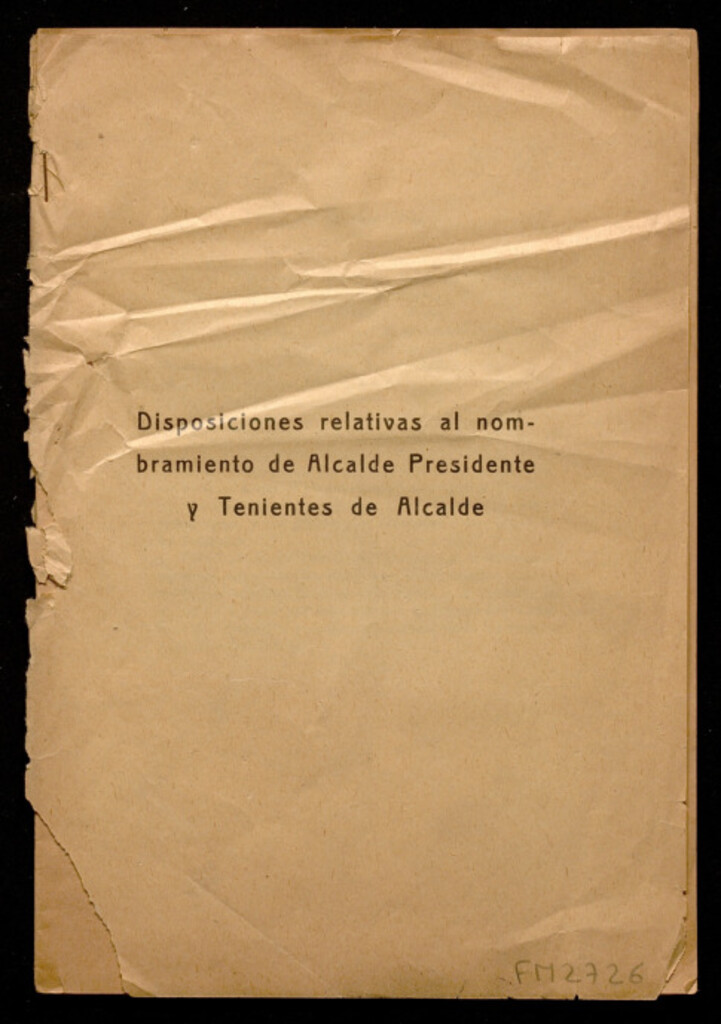 Disposiciones relativas al nom-
bramiento de Alcalde Presidente
y Tenientes de Alcalde
FM2726